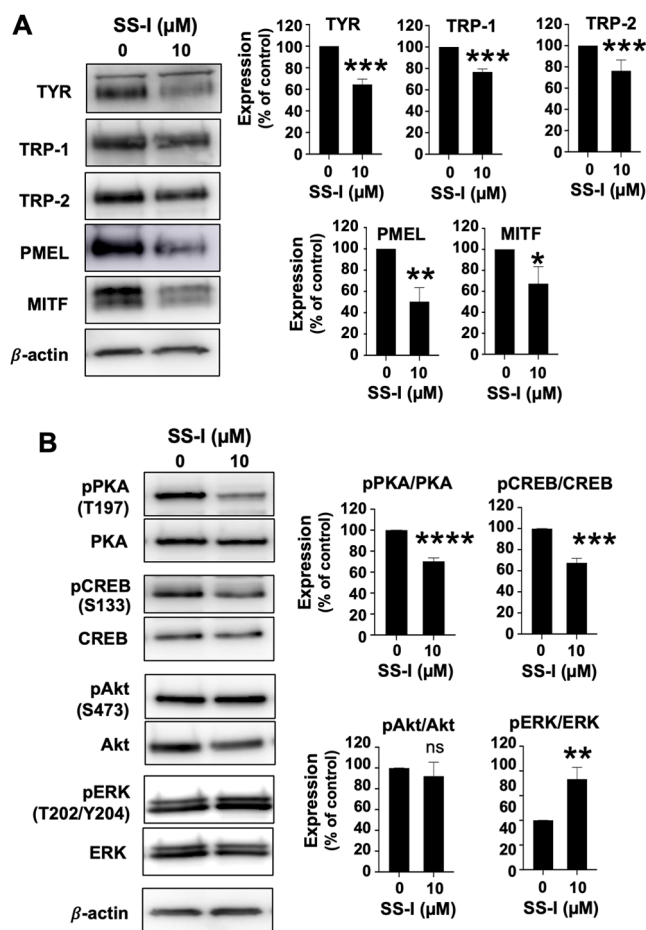 A
SS-I (µM)
0 10
TYR
TRP-1
TRP-2
PMEL
MITF
β-actin
TYR
Expression
(% of control)
120
100
80
60
40
20
0
***
0 10
SS-I (µM)
TRP-1
120
100
80
60
40
20
0
***
0 10
SS-I (µM)
TRP-2
120
100
80
60
40
20
0
***
0 10
SS-I (µM)
PMEL
Expression
(% of control)
120
100
80
60
40
20
0
**
0 10
SS-I (µM)
MITF
120
100
80
60
40
20
0
*
0 10
SS-I (µM)
B
SS-I (µM)
0 10
pPKA
(T197)
PKA
pCREB
(S133)
CREB
pAkt
(S473)
Akt
pERK
(T202/Y204)
ERK
β-actin
pPKA/PKA
Expression
(% of control)
120
100
80
60
40
20
0
****
0 10
SS-I (µM)
pCREB/CREB
120
100
80
60
40
20
0
***
0 10
SS-I (µM)
pAkt/Akt
Expression
(% of control)
120
100
80
60
40
20
0
ns
0 10
SS-I (µM)
pERK/ERK
120
100
80
60
40
20
0
**
0 10
SS-I (µM)